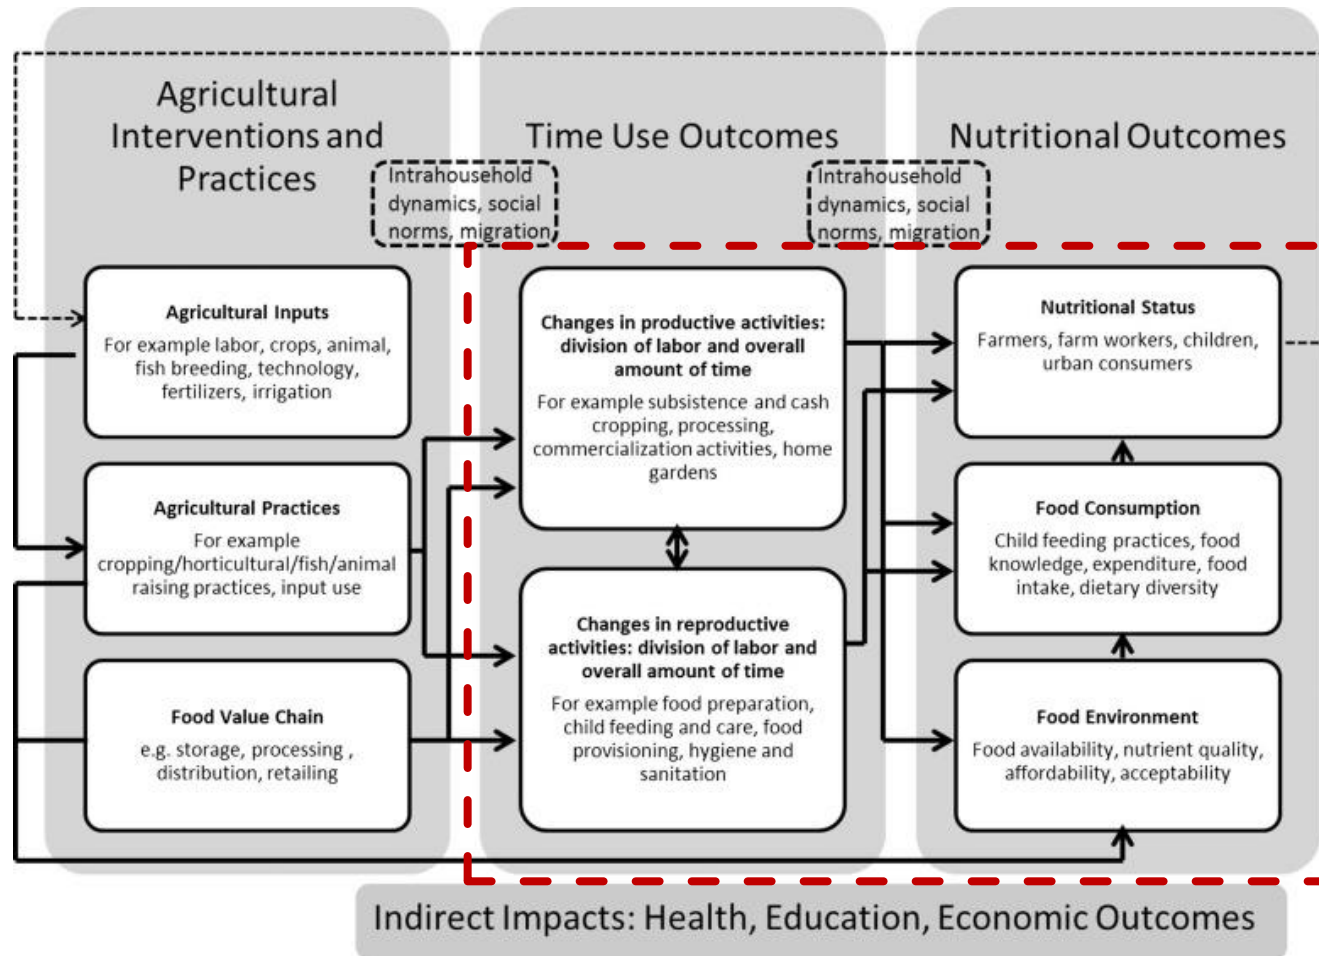 Agricultural
Interventions and
Practices
Time Use Outcomes
Nutritional Outcomes
Intrahousehold
dynamics, social
norms, migration
Intrahousehold
dynamics, social
norms, migration
Agricultural Inputs
For example labor, crops, animal,
fish breeding, technology,
fertilizers, irrigation
Agricultural Practices
For example
cropping/horticultural/fish/animal
raising practices, input use
Food Value Chain
e.g. storage, processing ,
distribution, retailing
Changes in productive activities:
division of labor and overall
amount of time
For example subsistence and cash
cropping, processing,
commercialization activities, home
gardens
Changes in reproductive
activities: division of labor and
overall amount of time
For example food preparation,
child feeding and care, food
provisioning, hygiene and
sanitation
Nutritional Status
Farmers, farm workers, children,
urban consumers
Food Consumption
Child feeding practices, food
knowledge, expenditure, food
intake, dietary diversity
Food Environment
Food availability, nutrient quality,
affordability, acceptability
Indirect Impacts: Health, Education, Economic Outcomes